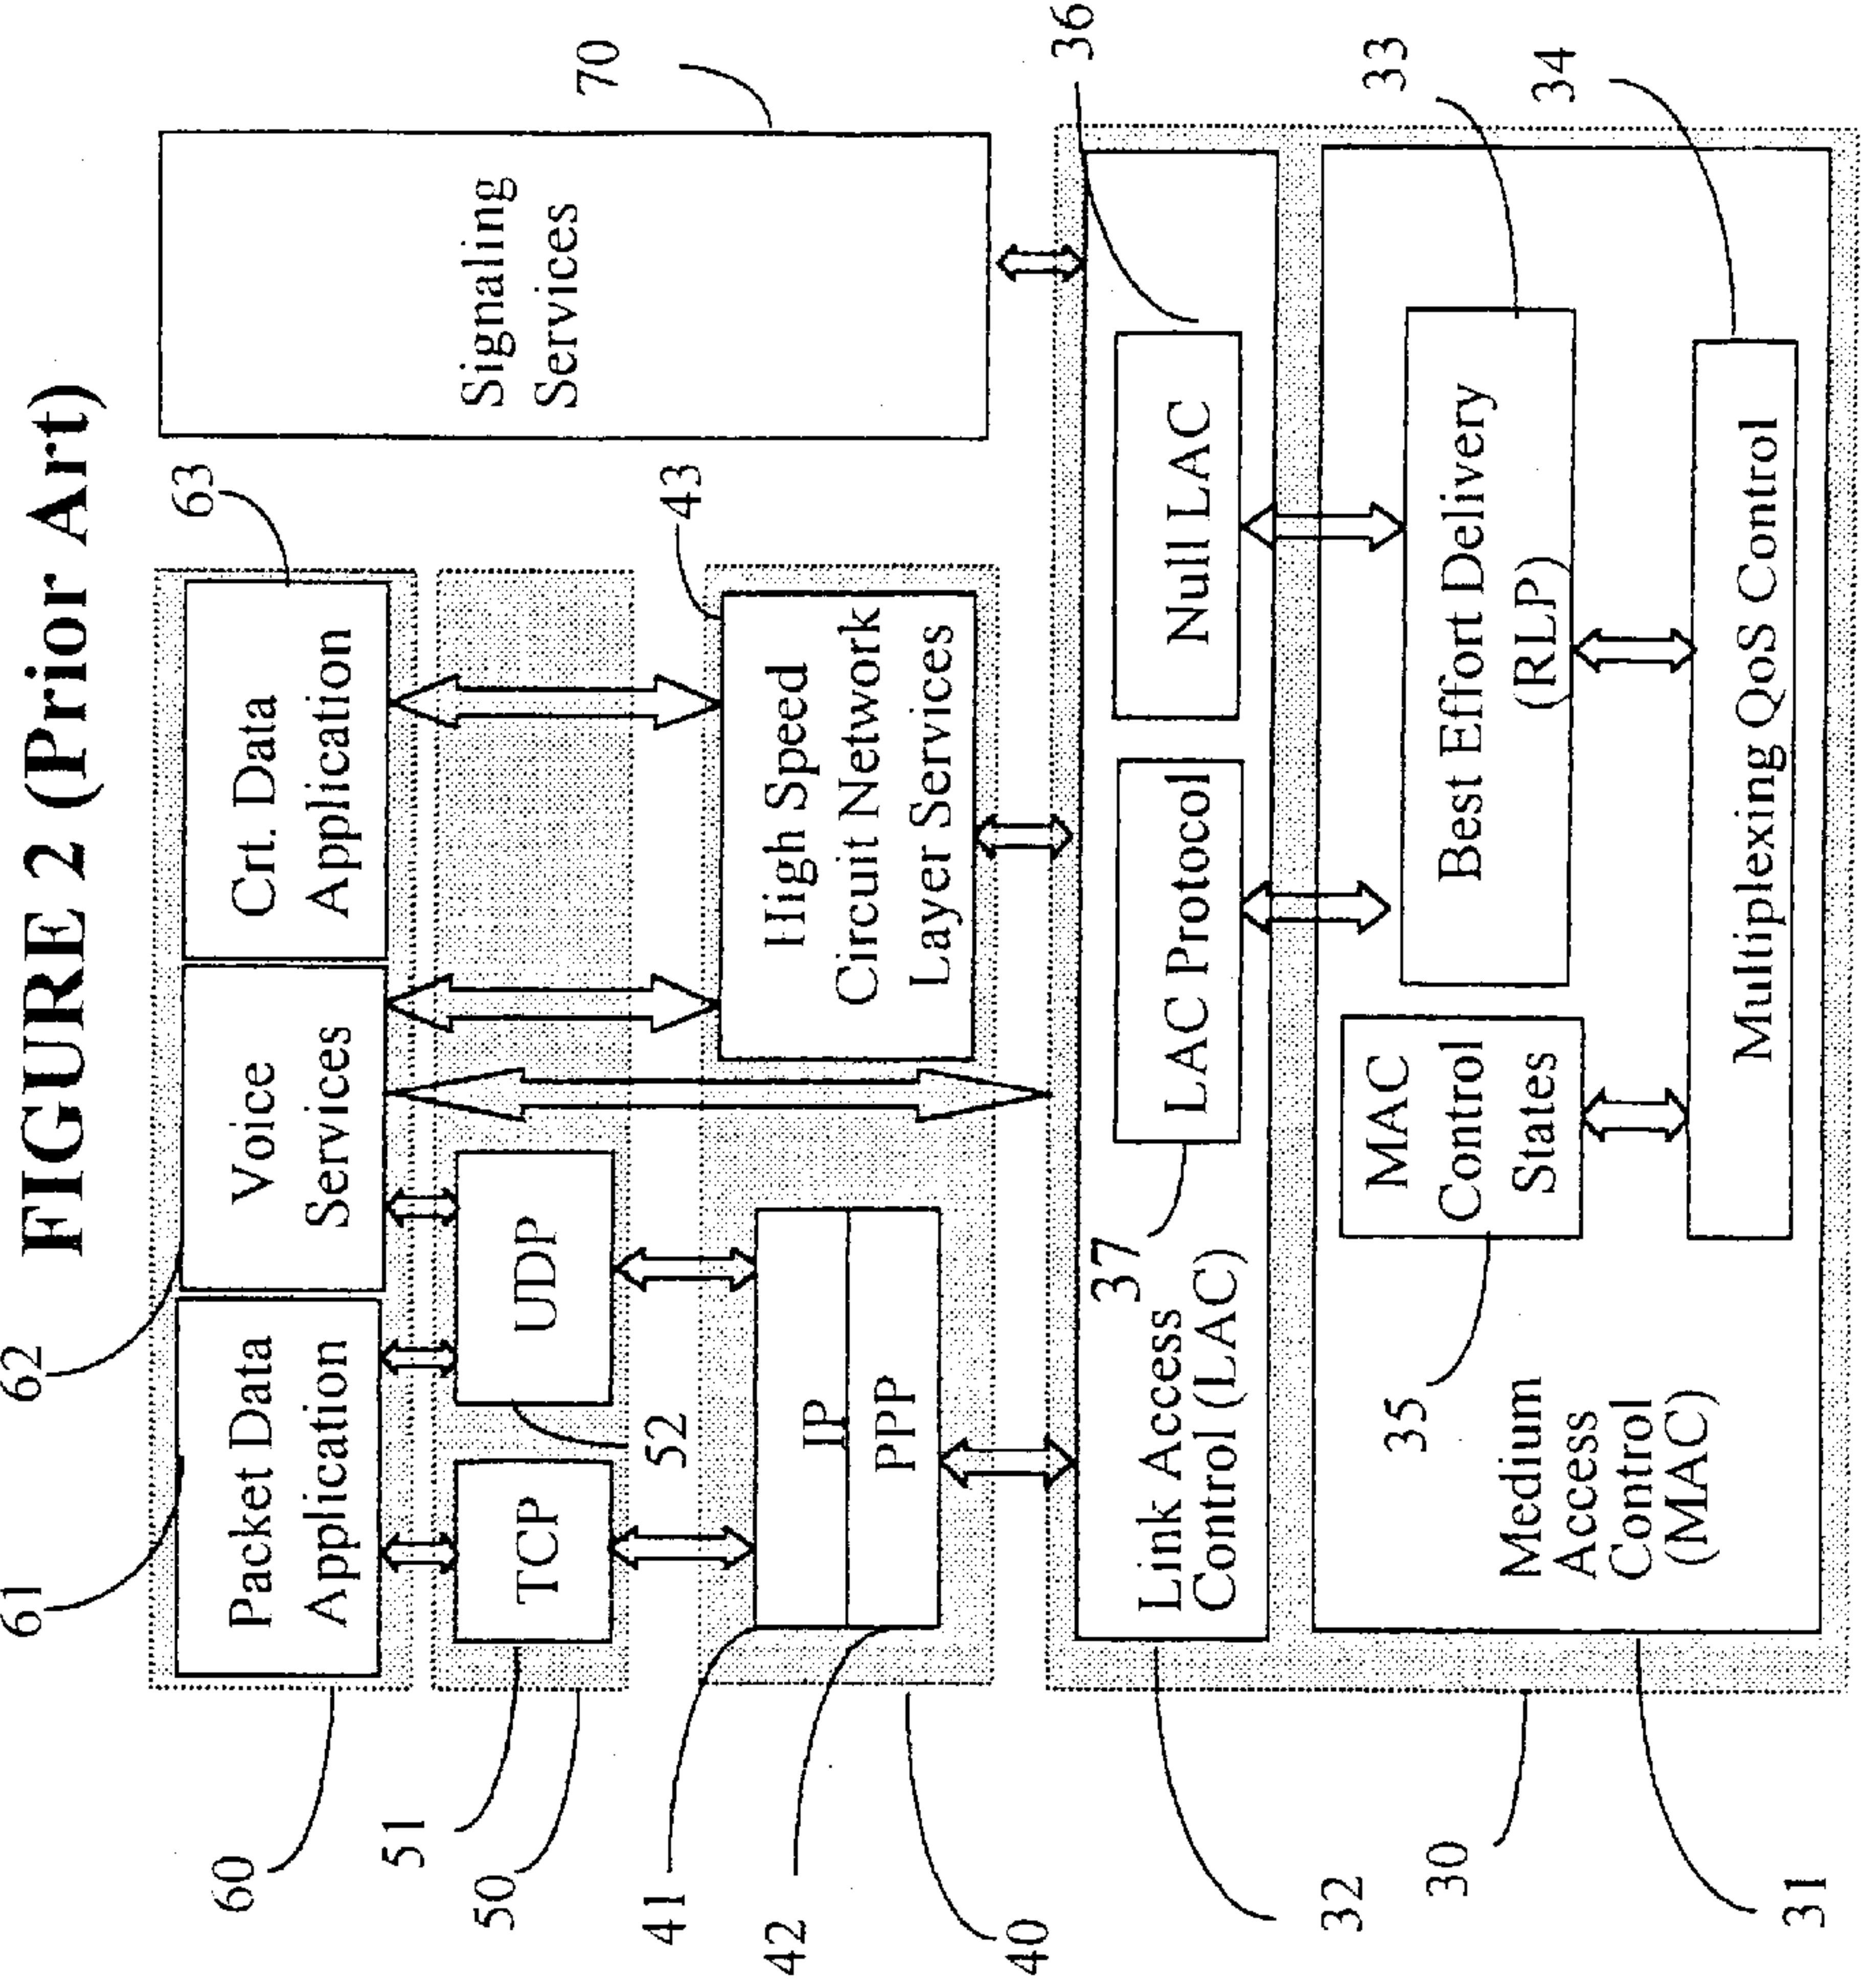 FIGURE 2 (Prior Art)
61
62
63
70
Packet Data
Application
Voice
Services
Crt. Data
Application
Signaling
Services
60
TCP
UDP
51
52
50
43
IP
PPP
High Speed
Circuit Network
Layer Services
41
42
40
36
37
Link Access
Control (LAC)
LAC Protocol
Null LAC
32
33
MAC
Control
States
Best Effort Delivery
(RLP)
35
34
Medium
Access
Control
(MAC)
Multiplexing QoS Control
30
31